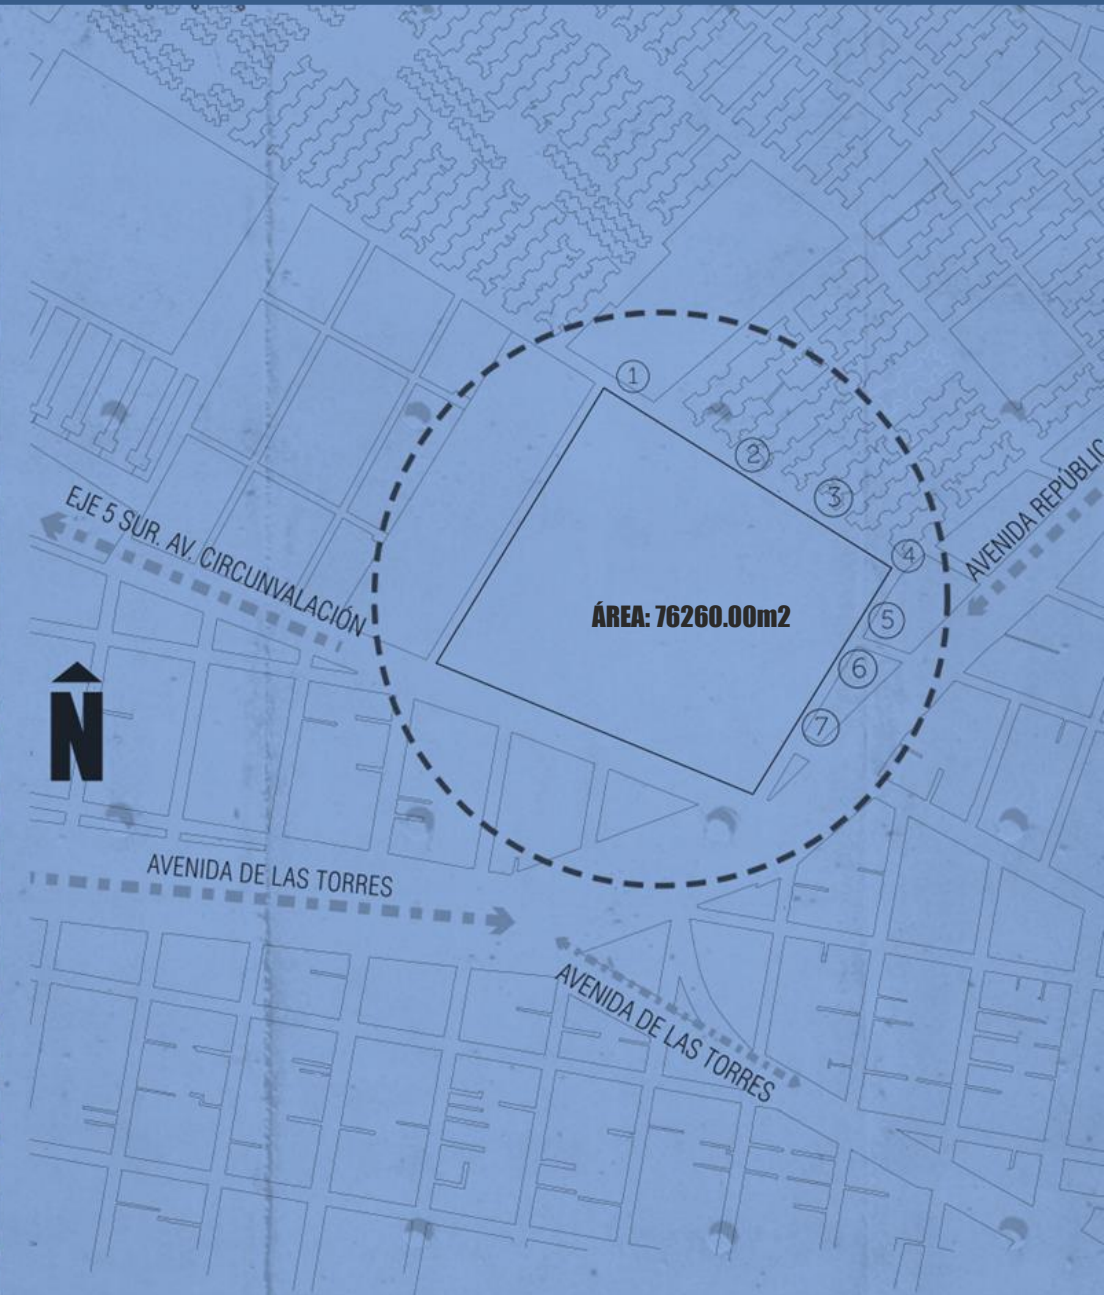 1
2
3
4
5
6
7
EJE 5 SUR. AV. CIRCUNVALACIÓN
AVENIDA REPÚBLIC
ÁREA: 76260.00m2
N
AVENIDA DE LAS TORRES
AVENIDA DE LAS TORRES